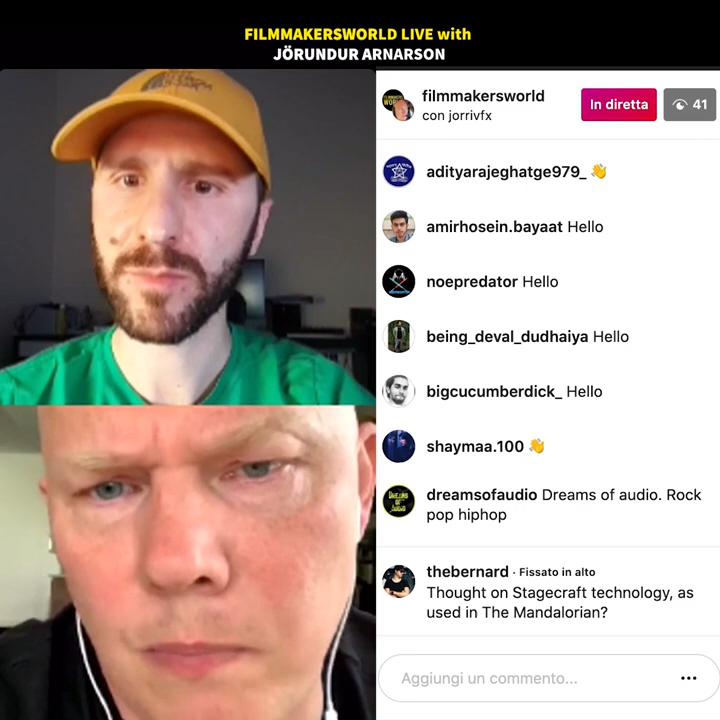 FILMMAKERSWORLD LIVE with
JÖRUNDUR ARNARSON
filmmakersworld
con jorrivfx
In diretta
41
adityarajeghatge979_ 👋
amirhosein.bayaat Hello
noepredator Hello
being_deval_dudhaiya Hello
bigcucumberdick_ Hello
shaymaa.100 👋
dreamsofaudio Dreams of audio. Rock
pop hiphop
thebernard · Fissato in alto
Thought on Stagecraft technology, as
used in The Mandalorian?
Aggiungi un commento...